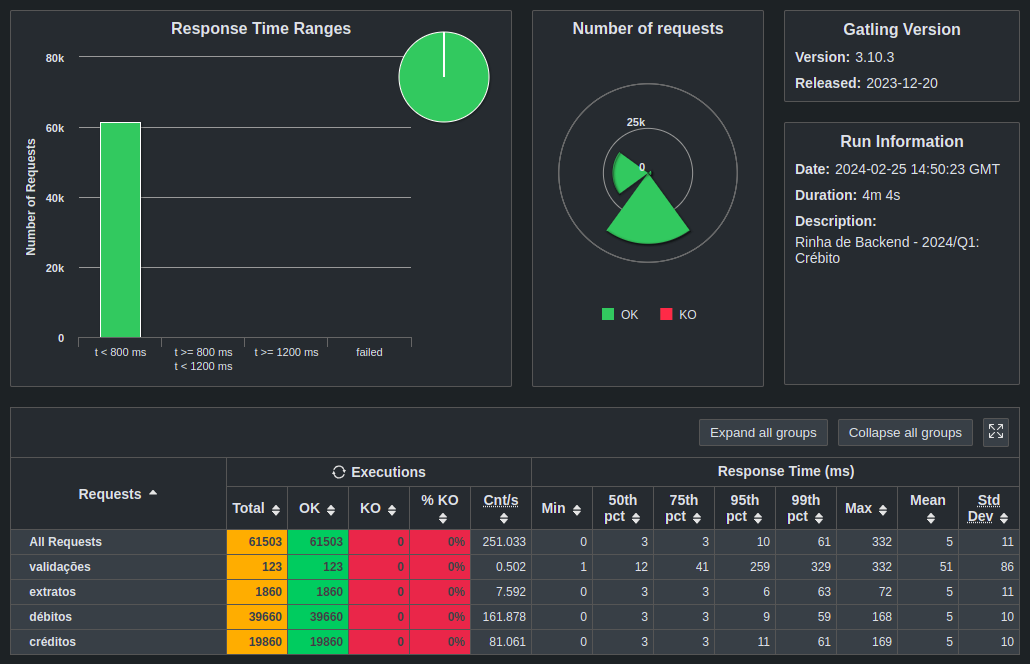 Response Time Ranges
80k
60k
40k
20k
0
Number of Requests
t < 800 ms
t >= 800 ms
t < 1200 ms
t >= 1200 ms
failed
Number of requests
25k
0
OK
KO
Gatling Version
Version: 3.10.3
Released: 2023-12-20
Run Information
Date: 2024-02-25 14:50:23 GMT
Duration: 4m 4s
Description:
Rinha de Backend - 2024/Q1:
Crébito
Expand all groups Collapse all groups
Requests Executions Response Time (ms)
Total OK KO % KO Cnt/s Min 50th pct 75th pct 95th pct 99th pct Max Mean Std Dev
All Requests 61503 61503 0 0% 251.033 0 3 3 10 61 332 5 11
validações 123 123 0 0% 0.502 1 12 41 259 329 332 51 86
extratos 1860 1860 0 0% 7.592 0 3 3 6 63 72 5 11
débitos 39660 39660 0 0% 161.878 0 3 3 9 59 168 5 10
créditos 19860 19860 0 0% 81.061 0 3 3 11 61 169 5 10